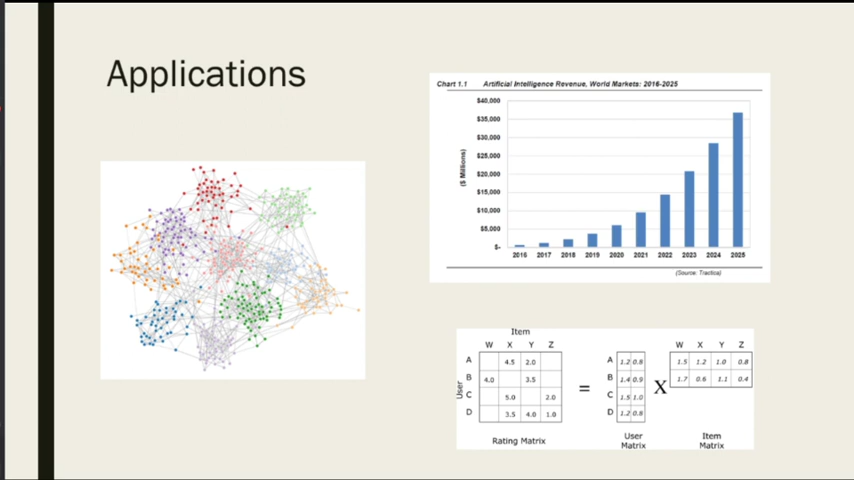 Applications
Chart 1.1 Artificial Intelligence Revenue, World Markets: 2016-2025
($ Millions)
$40,000
$35,000
$30,000
$25,000
$20,000
$15,000
$10,000
$5,000
$-
2016 2017 2018 2019 2020 2021 2022 2023 2024 2025
(Source: Tractica)
Item
W X Y Z W X Y Z
User
A 4.5 2.0 A 1.2 0.8 1.5 1.2 1.0 0.8
B 4.0 3.5 = B 1.4 0.9 X 1.7 0.6 1.1 0.4
C 5.0 2.0 C 1.5 1.0
D 3.5 4.0 1.0 D 1.2 0.8
Rating Matrix User Matrix Item Matrix